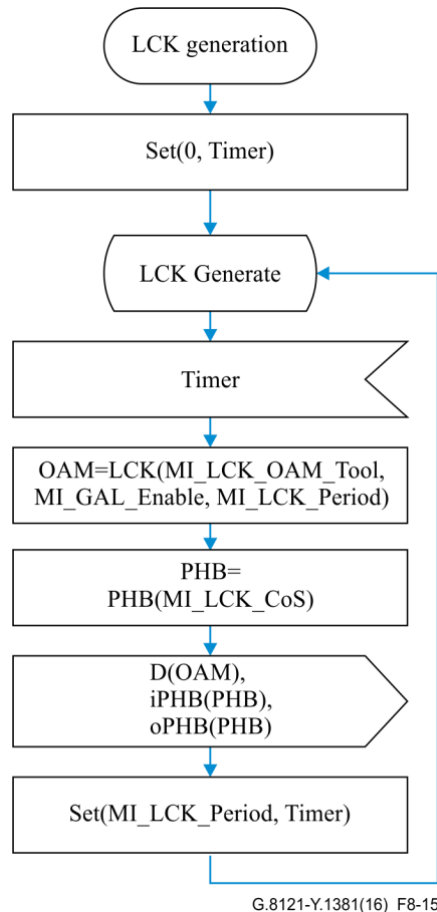 LCK generation
Set(0, Timer)
LCK Generate
Timer
OAM=LCK(MI_LCK_OAM_Tool,
MI_GAL_Enable, MI_LCK_Period)
PHB=
PHB(MI_LCK_CoS)
D(OAM),
iPHB(PHB),
oPHB(PHB)
Set(MI_LCK_Period, Timer)
G.8121-Y.1381(16)_F8-15